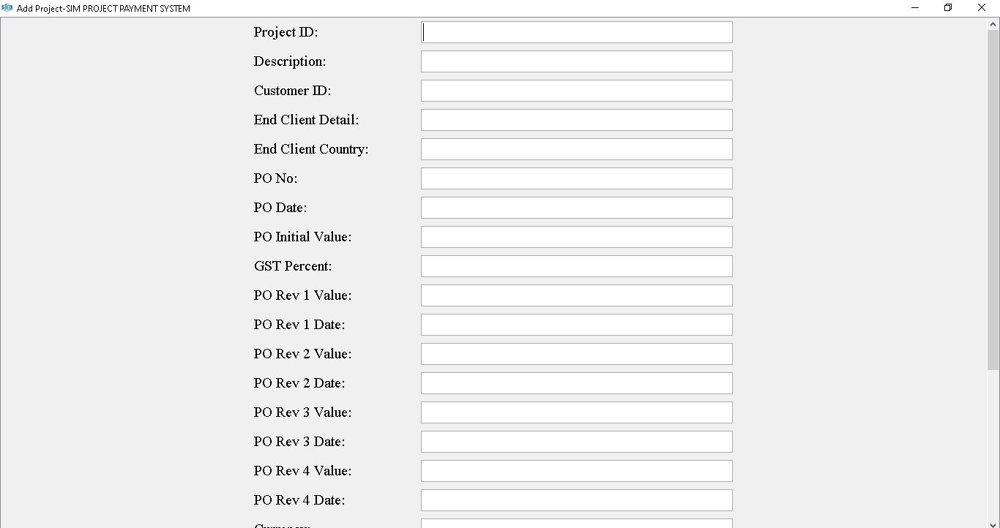 sim Add Project-SIM PROJECT PAYMENT SYSTEM
Project ID:
Description:
Customer ID:
End Client Detail:
End Client Country:
PO No:
PO Date:
PO Initial Value:
GST Percent:
PO Rev 1 Value:
PO Rev 1 Date:
PO Rev 2 Value:
PO Rev 2 Date:
PO Rev 3 Value:
PO Rev 3 Date:
PO Rev 4 Value:
PO Rev 4 Date:
Currency: